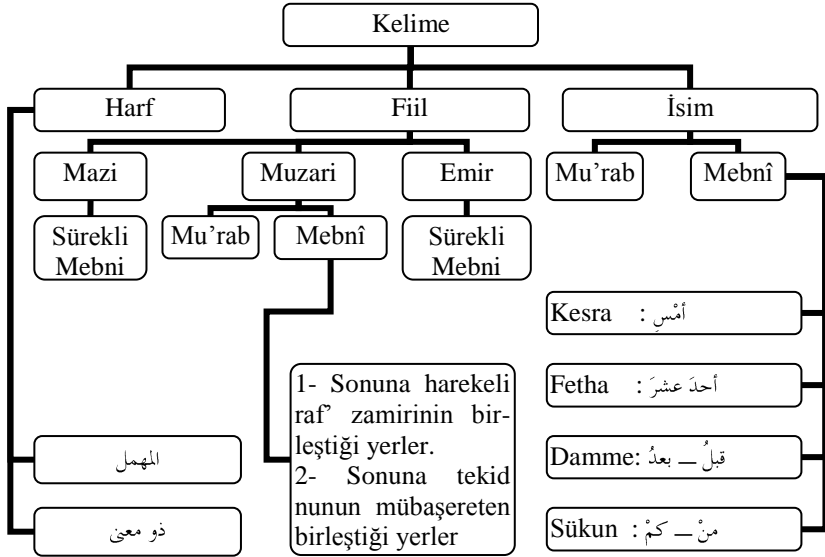 Kelime
Harf
Fiil
İsim
Mazi
Muzari
Emir
Mu’rab
Mebnî
Sürekli
Mebni
Mu’rab
Mebnî
Sürekli
Mebni
Kesra : أمْسِ
Fetha : أحدَ عشرَ
Damme: قبلُ ــ بعدُ
Sükun : منْ ــ كمْ
1- Sonuna harekeli
raf’ zamirinin bir-
leştiği yerler.
2- Sonuna tekid
nunun mübaşereten
birleştiği yerler
المهمل
ذو معنى